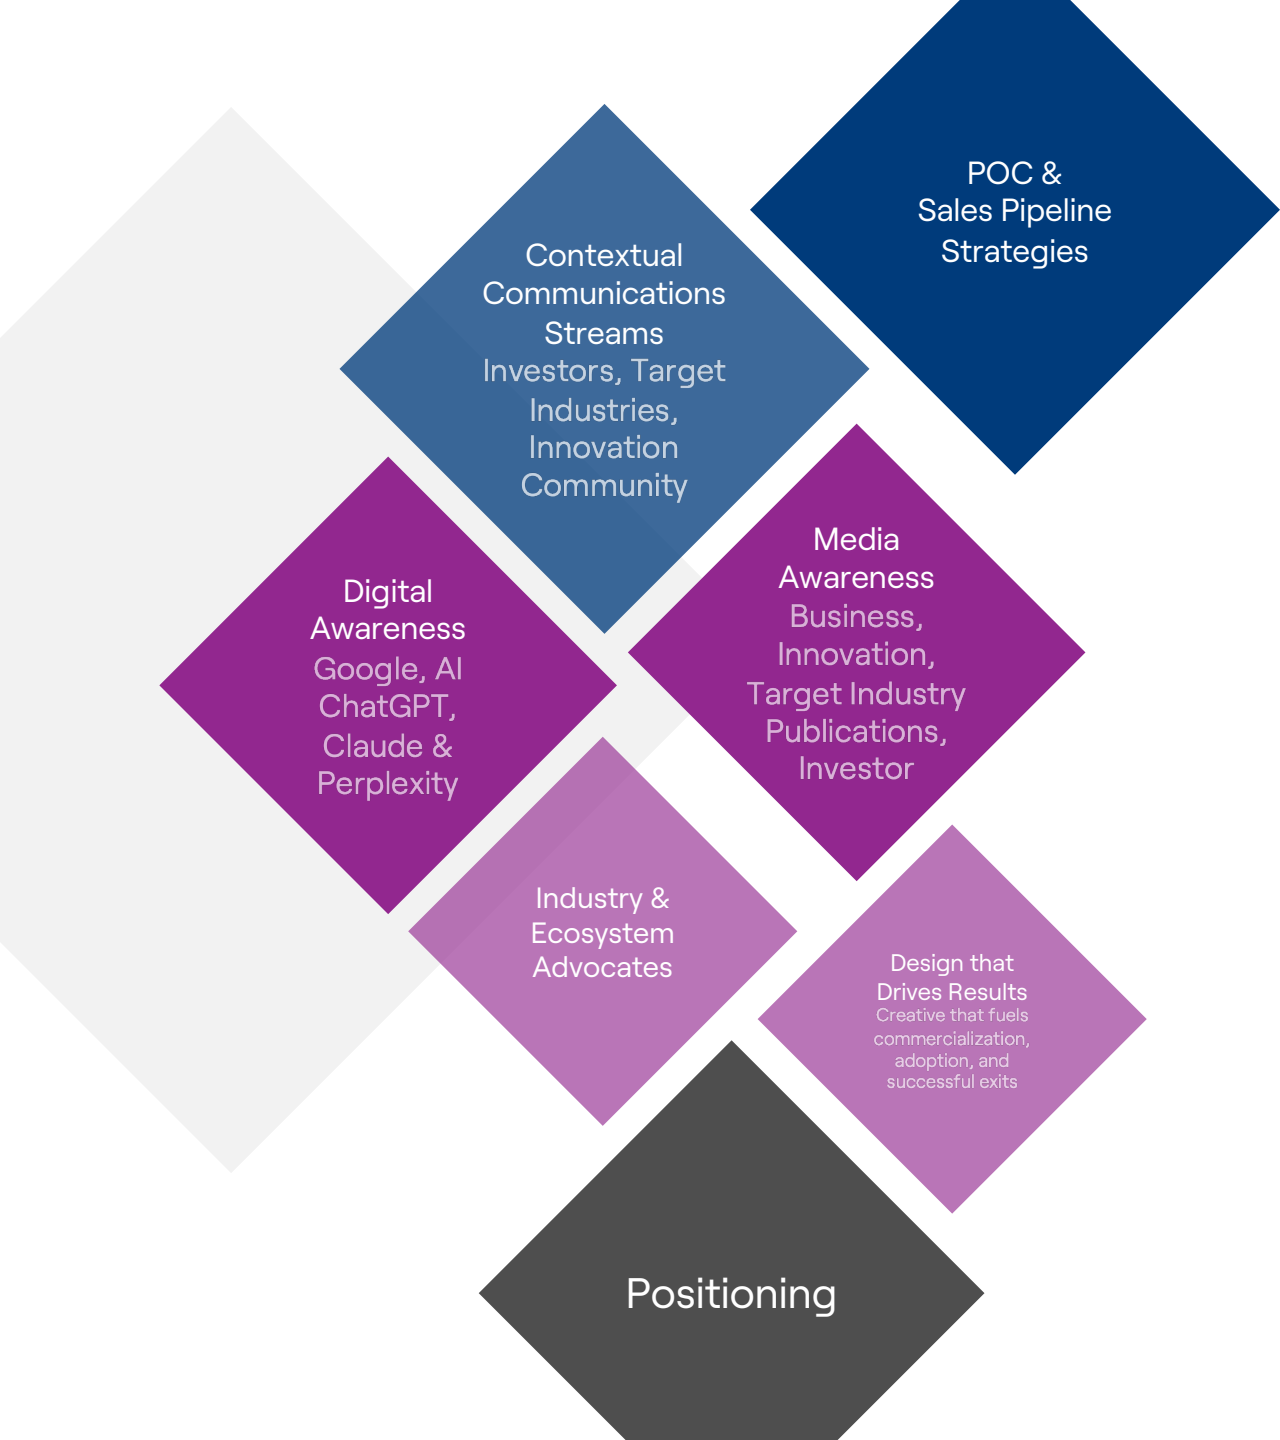 POC &
Sales Pipeline
Strategies
Contextual
Communications
Streams
Investors, Target
Industries,
Innovation
Community
Media
Awareness
Business,
Innovation,
Target Industry
Publications,
Investor
Digital
Awareness
Google, AI
ChatGPT,
Claude &
Perplexity
Industry &
Ecosystem
Advocates
Design that
Drives Results
Creative that fuels
commercialization,
adoption, and
successful exits
Positioning